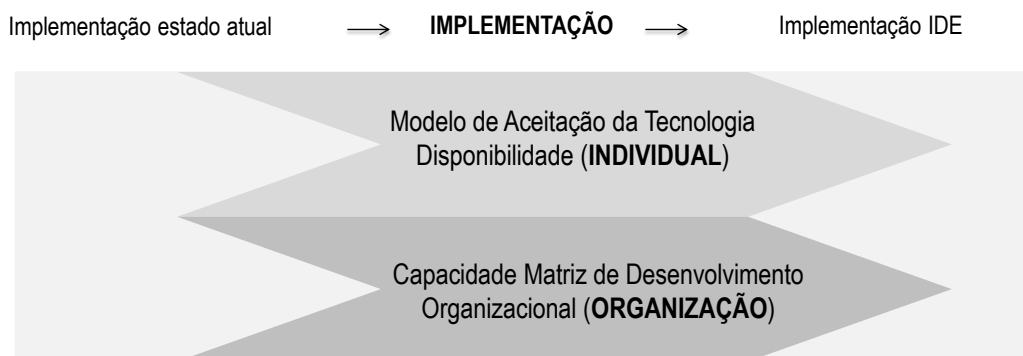 Implementação estado atual → IMPLEMENTAÇÃO → Implementação IDE
Modelo de Aceitação da Tecnologia
Disponibilidade (INDIVIDUAL)
Capacidade Matriz de Desenvolvimento
Organizacional (ORGANIZAÇÃO)